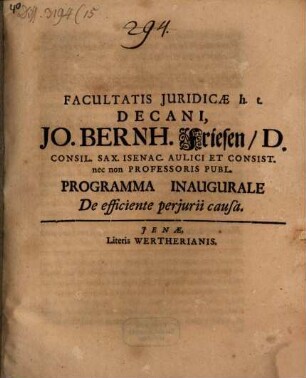 294.
FACULTATIS JURIDICÆ h. t.
DECANI,
JO. BERNH. Friesen/ D.
CONSIL. SAX. ISENAC. AULICI ET CONSIST.
nec non PROFESSORIS PUBL.
PROGRAMMA INAUGURALE
De efficiente perjurii causa.
JENÆ,
Literis WERTHERIANIS.